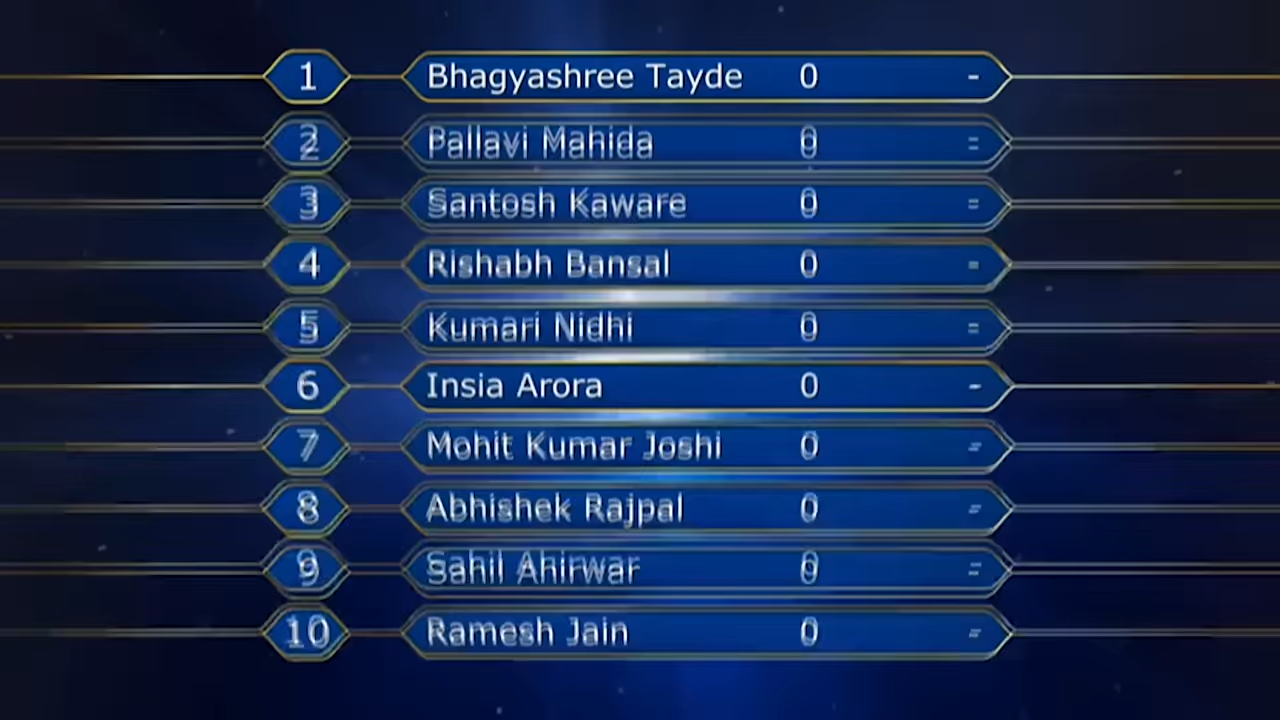 1 Bhagyashree Tayde 0 -
2 Pallavi Mahida 0 -
3 Santosh Kaware 0 -
4 Rishabh Bansal 0 -
5 Kumari Nidhi 0 -
6 Insia Arora 0 -
7 Mohit Kumar Joshi 0 -
8 Abhishek Rajpal 0 -
9 Sahil Ahirwar 0 -
10 Ramesh Jain 0 -